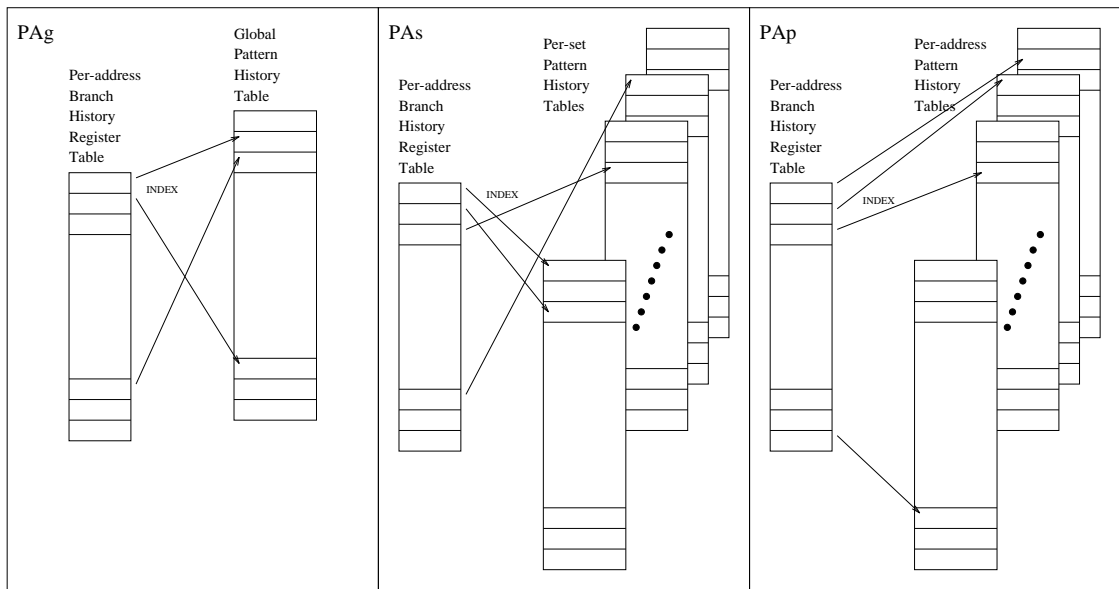 PAg
Global
Pattern
History
Table
Per-address
Branch
History
Register
Table
INDEX
PAs
Per-set
Pattern
History
Tables
Per-address
Branch
History
Register
Table
INDEX
PAp
Per-address
Pattern
History
Tables
Per-address
Branch
History
Register
Table
INDEX